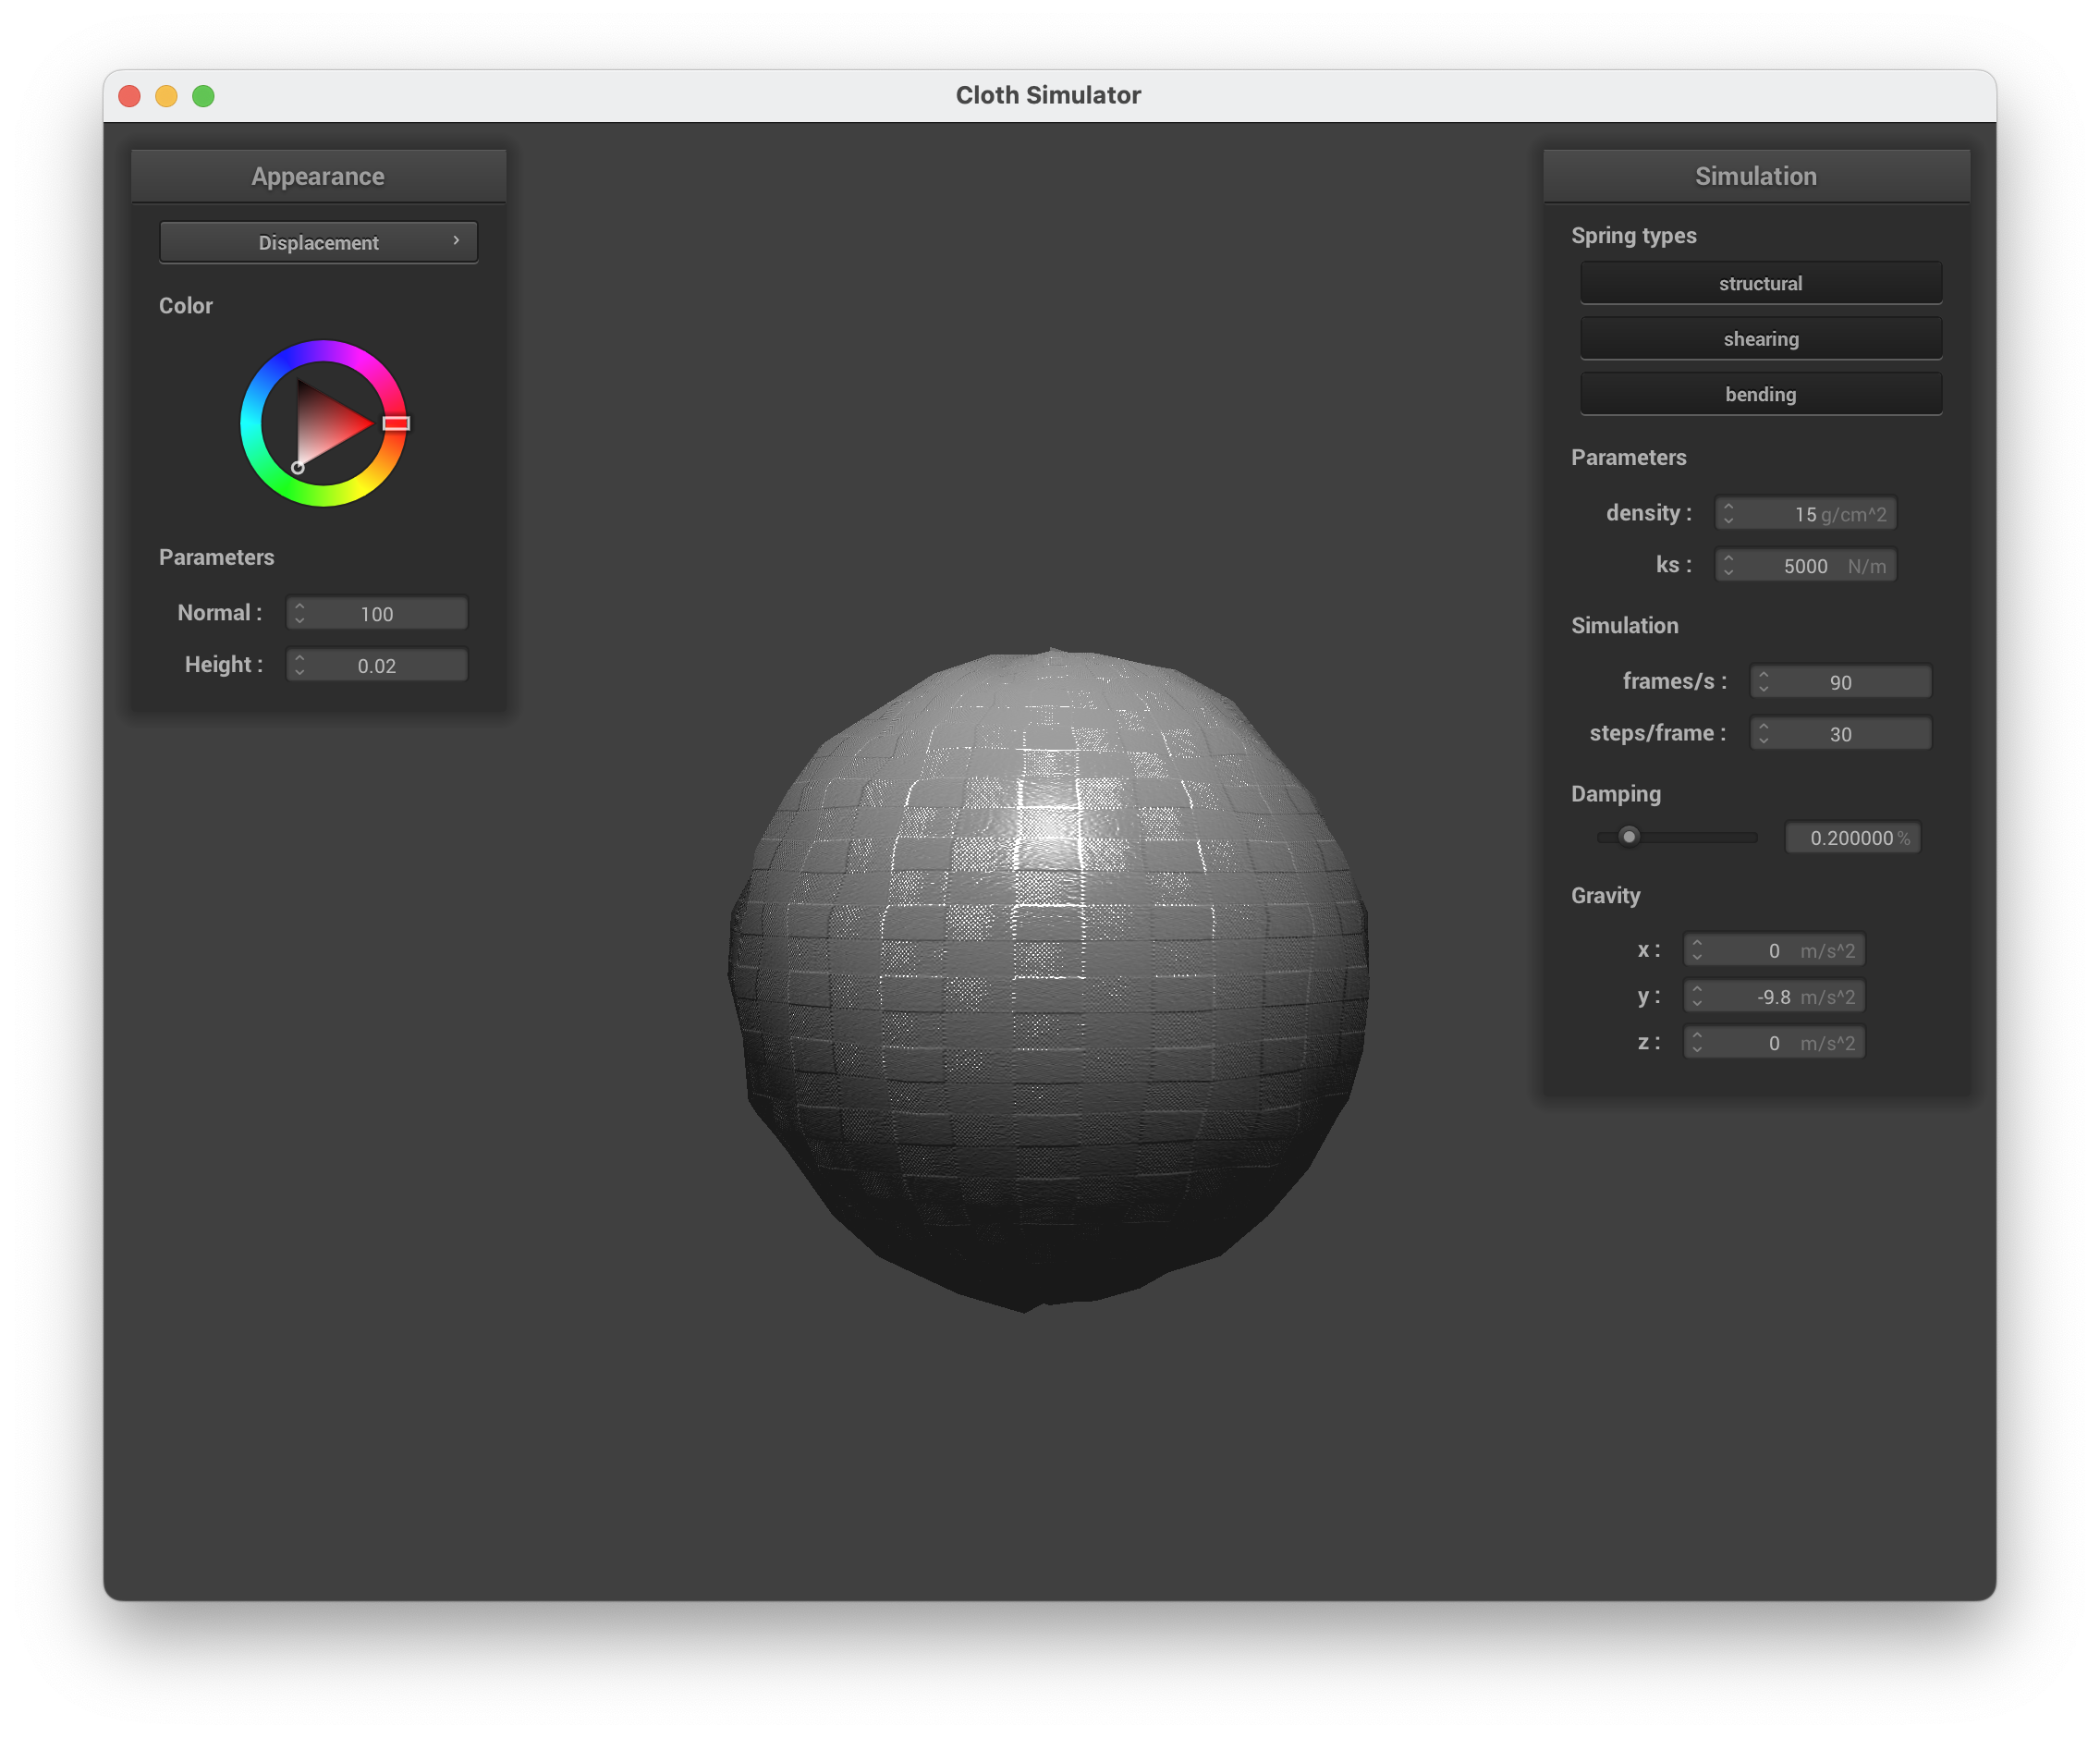 Cloth Simulator
Appearance
Displacement
Color
Parameters
Normal : 100
Height : 0.02
Simulation
Spring types
structural
shearing
bending
Parameters
density : 15 g/cm^2
ks : 5000 N/m
Simulation
frames/s : 90
steps/frame : 30
Damping
0.200000 %
Gravity
x : 0 m/s^2
y : -9.8 m/s^2
z : 0 m/s^2